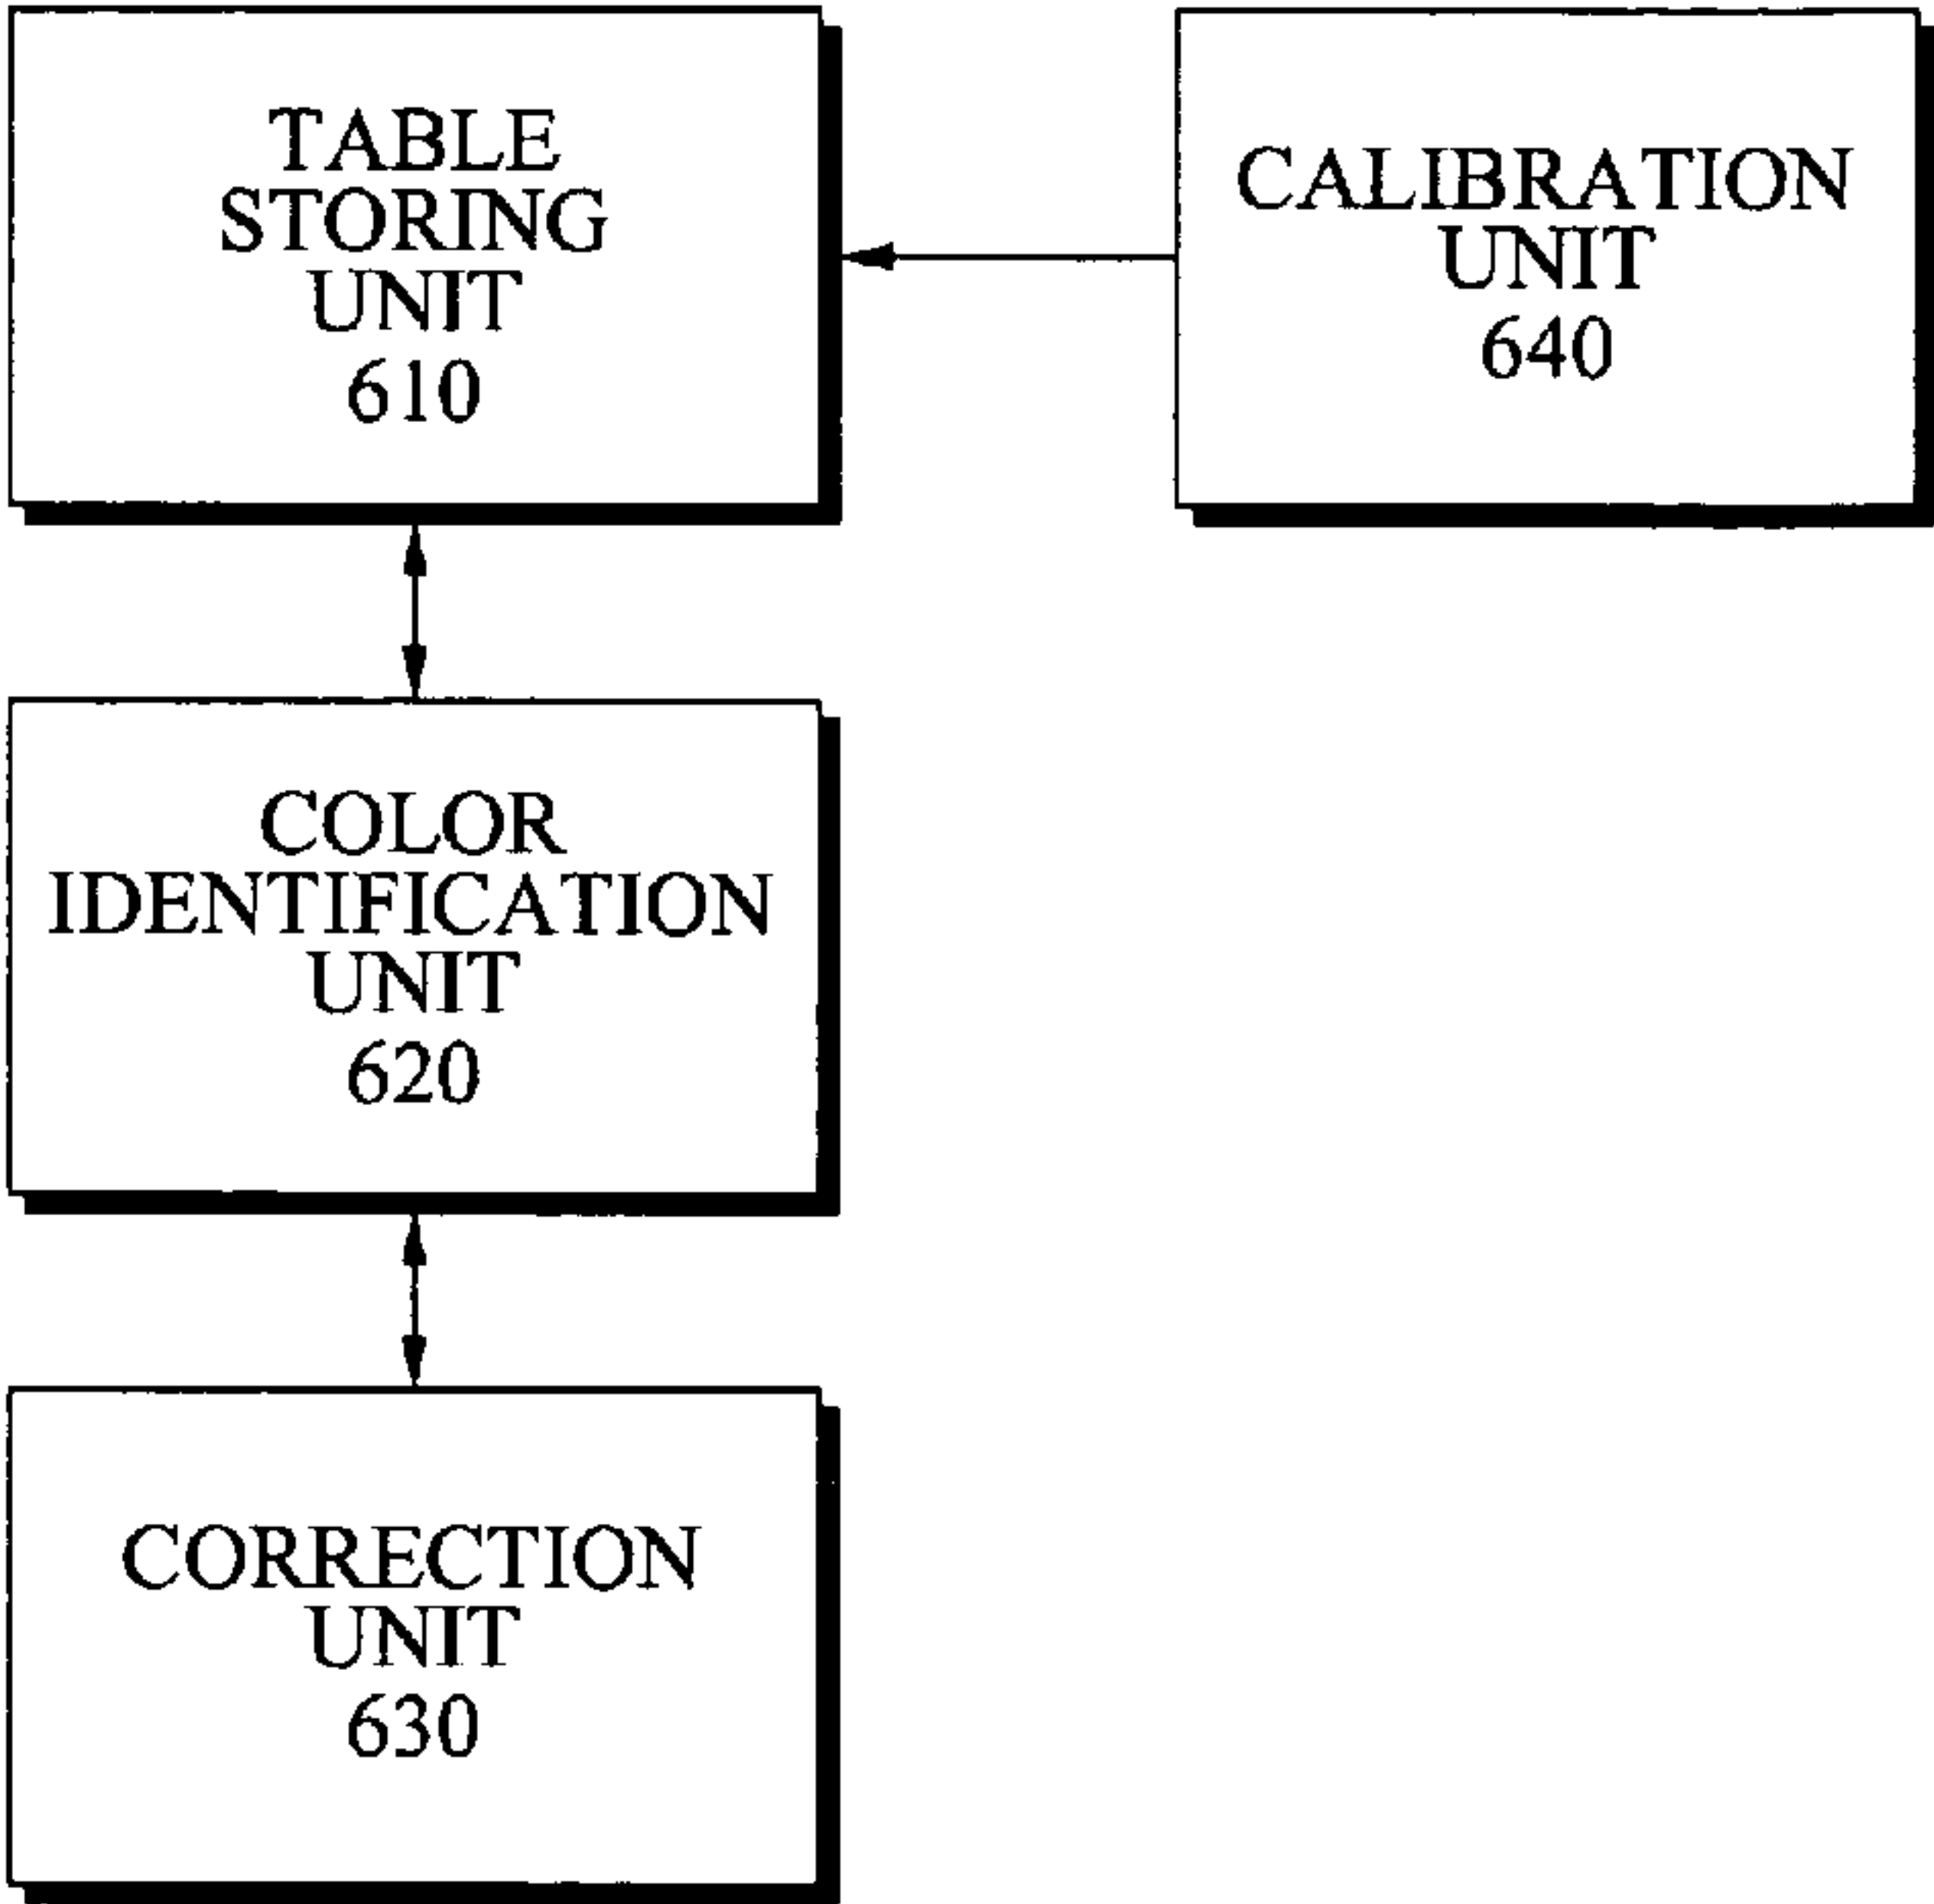 TABLE
STORING
UNIT
610
CALIBRATION
UNIT
640
COLOR
IDENTIFICATION
UNIT
620
CORRECTION
UNIT
630